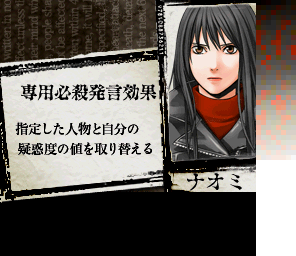 専用必殺発言効果
指定した人物と自分の
疑惑度の値を取り替える
ナオミ